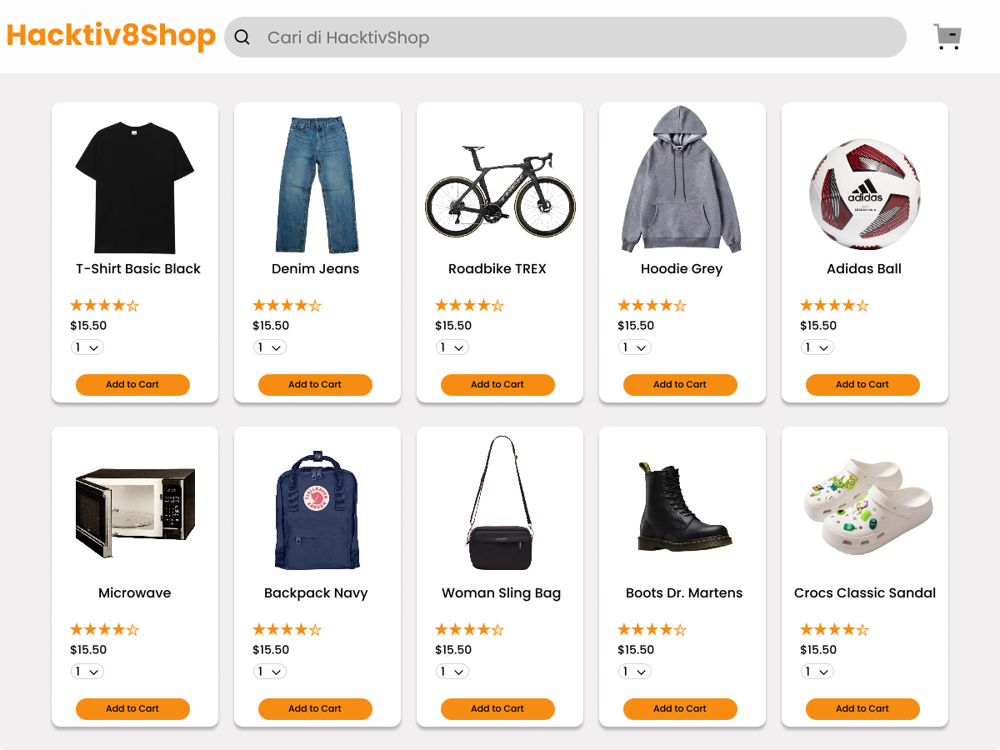 Hacktiv8Shop
Cari di HacktivShop
-
T-Shirt Basic Black
$15.50
1
Add to Cart
Denim Jeans
$15.50
1
Add to Cart
Roadbike TREX
$15.50
1
Add to Cart
Hoodie Grey
$15.50
1
Add to Cart
adidas
Adidas Ball
$15.50
1
Add to Cart
Microwave
$15.50
1
Add to Cart
Backpack Navy
$15.50
1
Add to Cart
Woman Sling Bag
$15.50
1
Add to Cart
Boots Dr. Martens
$15.50
1
Add to Cart
Crocs Classic Sandal
$15.50
1
Add to Cart